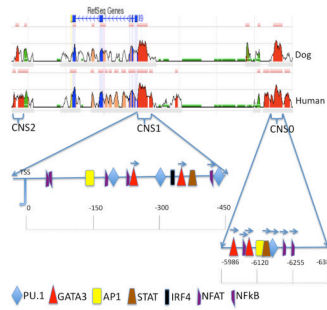 RefSeq Genes
Dog
Human
CNS2
CNS1
CNS0
TSS
0 -150 -300 -450
-5986 -6120 -6255
PU.1 GATA3 AP1 STAT IRF4 NFAT NFkB